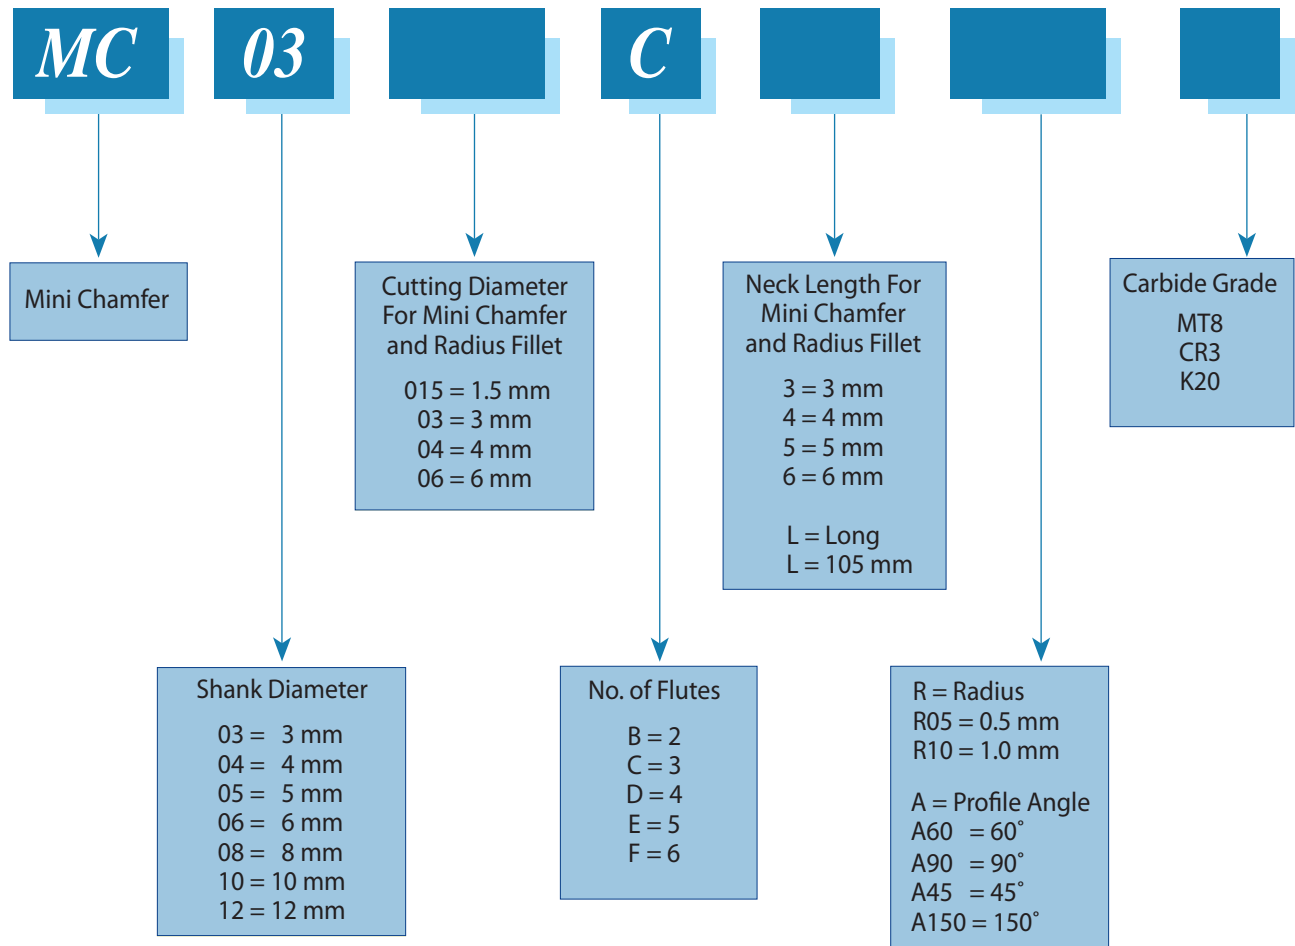 MC 03 C
Mini Chamfer
Cutting Diameter
For Mini Chamfer
and Radius Fillet
015 = 1.5 mm
03 = 3 mm
04 = 4 mm
06 = 6 mm
Neck Length For
Mini Chamfer
and Radius Fillet
3 = 3 mm
4 = 4 mm
5 = 5 mm
6 = 6 mm
L = Long
L = 105 mm
Carbide Grade
MT8
CR3
K20
Shank Diameter
03 = 3 mm
04 = 4 mm
05 = 5 mm
06 = 6 mm
08 = 8 mm
10 = 10 mm
12 = 12 mm
No. of Flutes
B = 2
C = 3
D = 4
E = 5
F = 6
R = Radius
R05 = 0.5 mm
R10 = 1.0 mm
A = Profile Angle
A60 = 60˚
A90 = 90˚
A45 = 45˚
A150 = 150˚